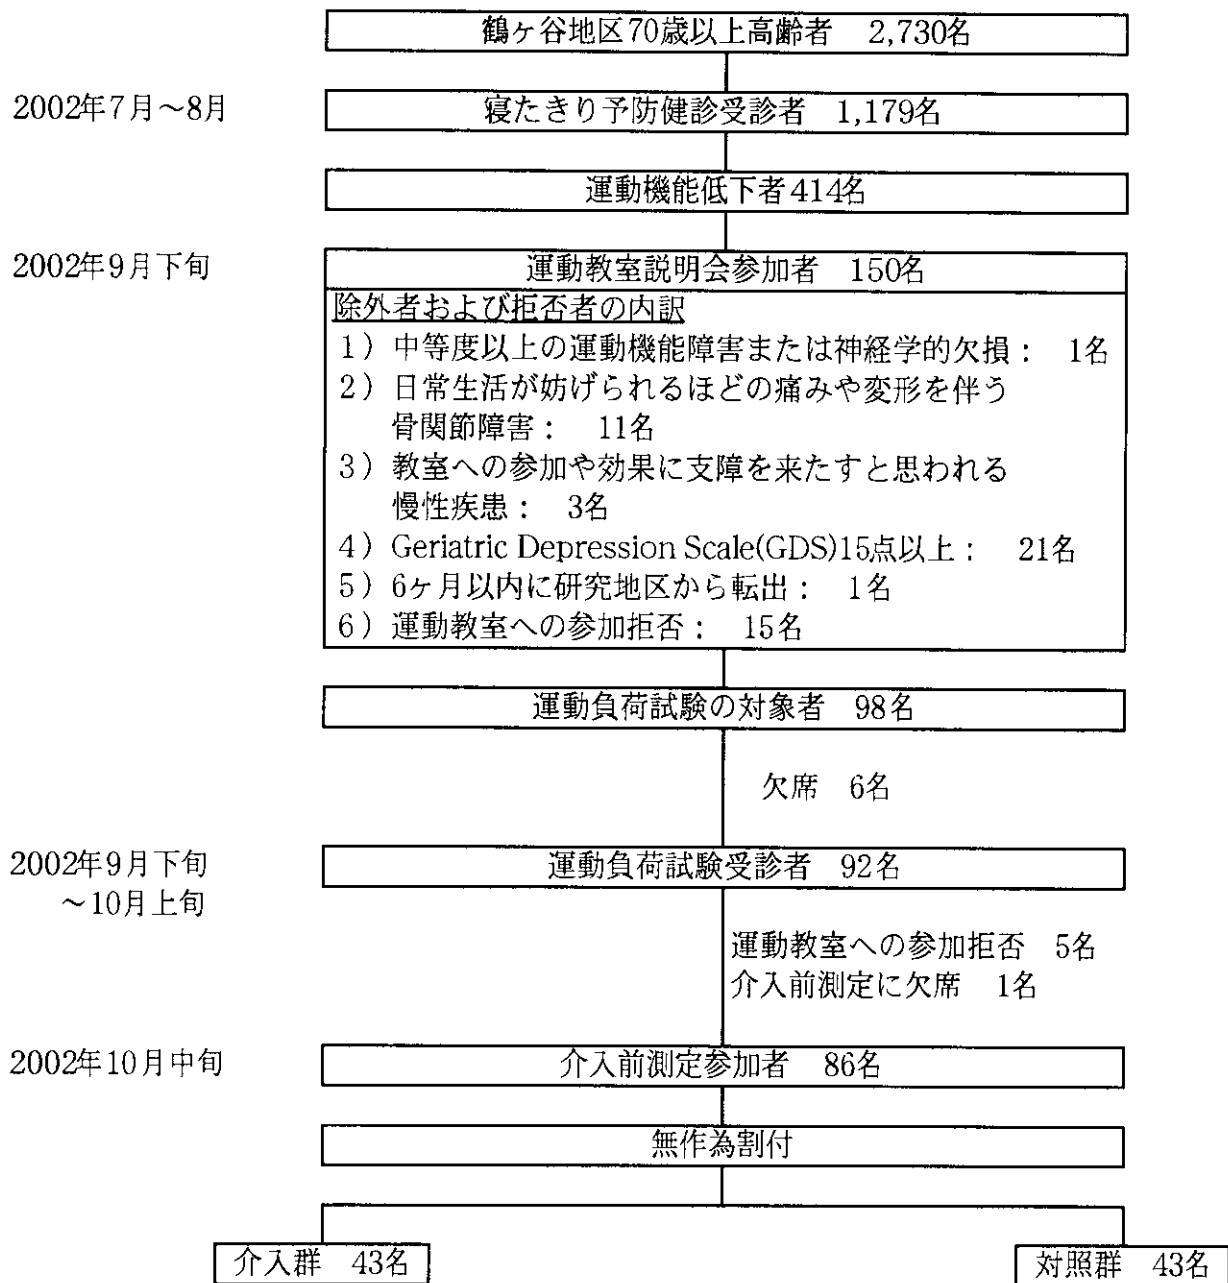 鶴ヶ谷地区70歳以上高齢者　2,730名
2002年7月～8月
寝たきり予防健診受診者　1,179名
運動機能低下者414名
2002年9月下旬
運動教室説明会参加者　150名
除外者および拒否者の内訳
1）中等度以上の運動機能障害または神経学的欠損：　1名
2）日常生活が妨げられるほどの痛みや変形を伴う
骨関節障害：　11名
3）教室への参加や効果に支障を来たすと思われる
慢性疾患：　3名
4）Geriatric Depression Scale(GDS)15点以上：　21名
5）6ヶ月以内に研究地区から転出：　1名
6）運動教室への参加拒否：　15名
運動負荷試験の対象者　98名
欠席　6名
2002年9月下旬
～10月上旬
運動負荷試験受診者　92名
運動教室への参加拒否　5名
介入前測定に欠席　1名
2002年10月中旬
介入前測定参加者　86名
無作為割付
介入群　43名
対照群　43名